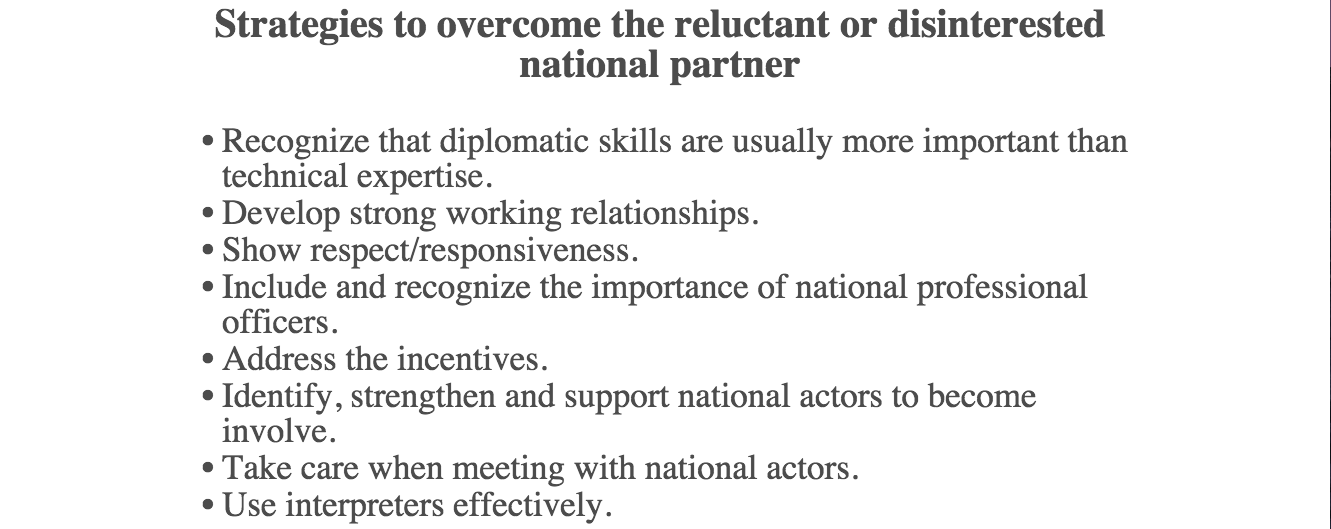 Strategies to overcome the reluctant or disinterested
national partner
• Recognize that diplomatic skills are usually more important than
technical expertise.
• Develop strong working relationships.
• Show respect/responsiveness.
• Include and recognize the importance of national professional
officers.
• Address the incentives.
• Identify, strengthen and support national actors to become
involve.
• Take care when meeting with national actors.
• Use interpreters effectively.